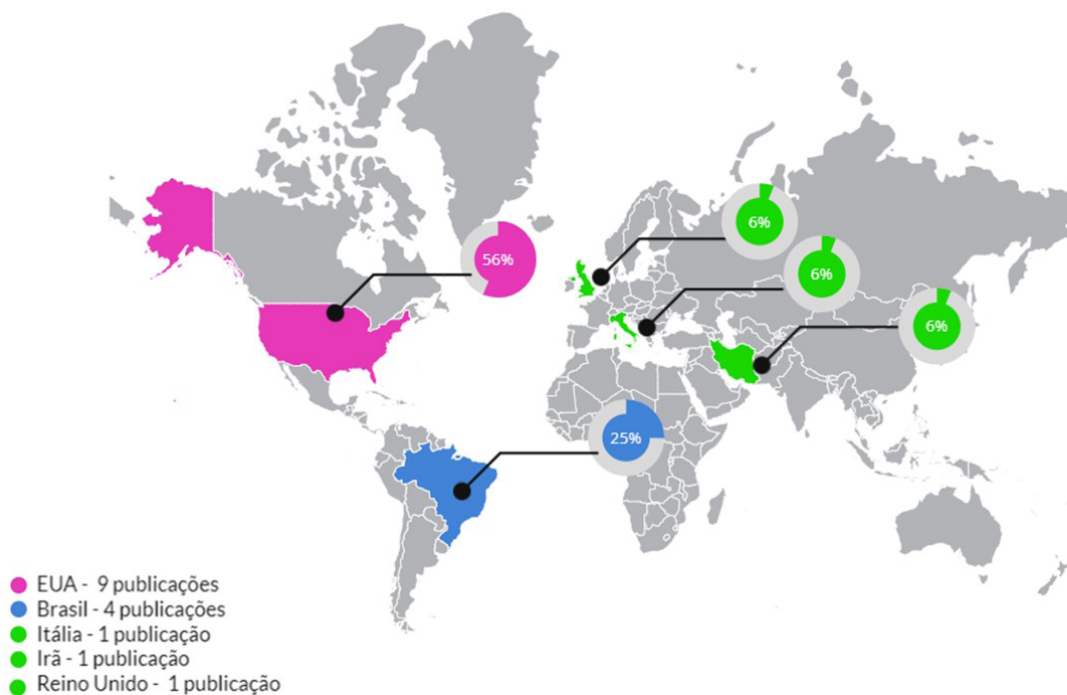 6%
56%
6%
6%
25%
EUA - 9 publicações
Brasil - 4 publicações
Itália - 1 publicação
Irã - 1 publicação
Reino Unido - 1 publicação